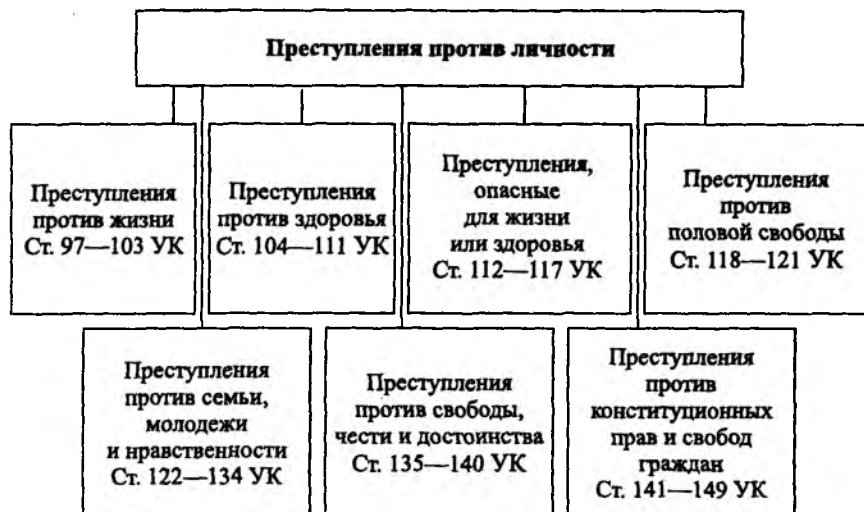 Преступления против личности
Преступления
против жизни
Ст. 97—103 УК
Преступления
против здоровья
Ст. 104—111 УК
Преступления,
опасные
для жизни
или здоровья
Ст. 112—117 УК
Преступления
против
половой свободы
Ст. 118—121 УК
Преступления
против семьи,
молодежи
и нравственности
Ст. 122—134 УК
Преступления
против свободы,
чести и достоинства
Ст. 135—140 УК
Преступления
против
конституционных
прав и свобод
граждан
Ст. 141—149 УК